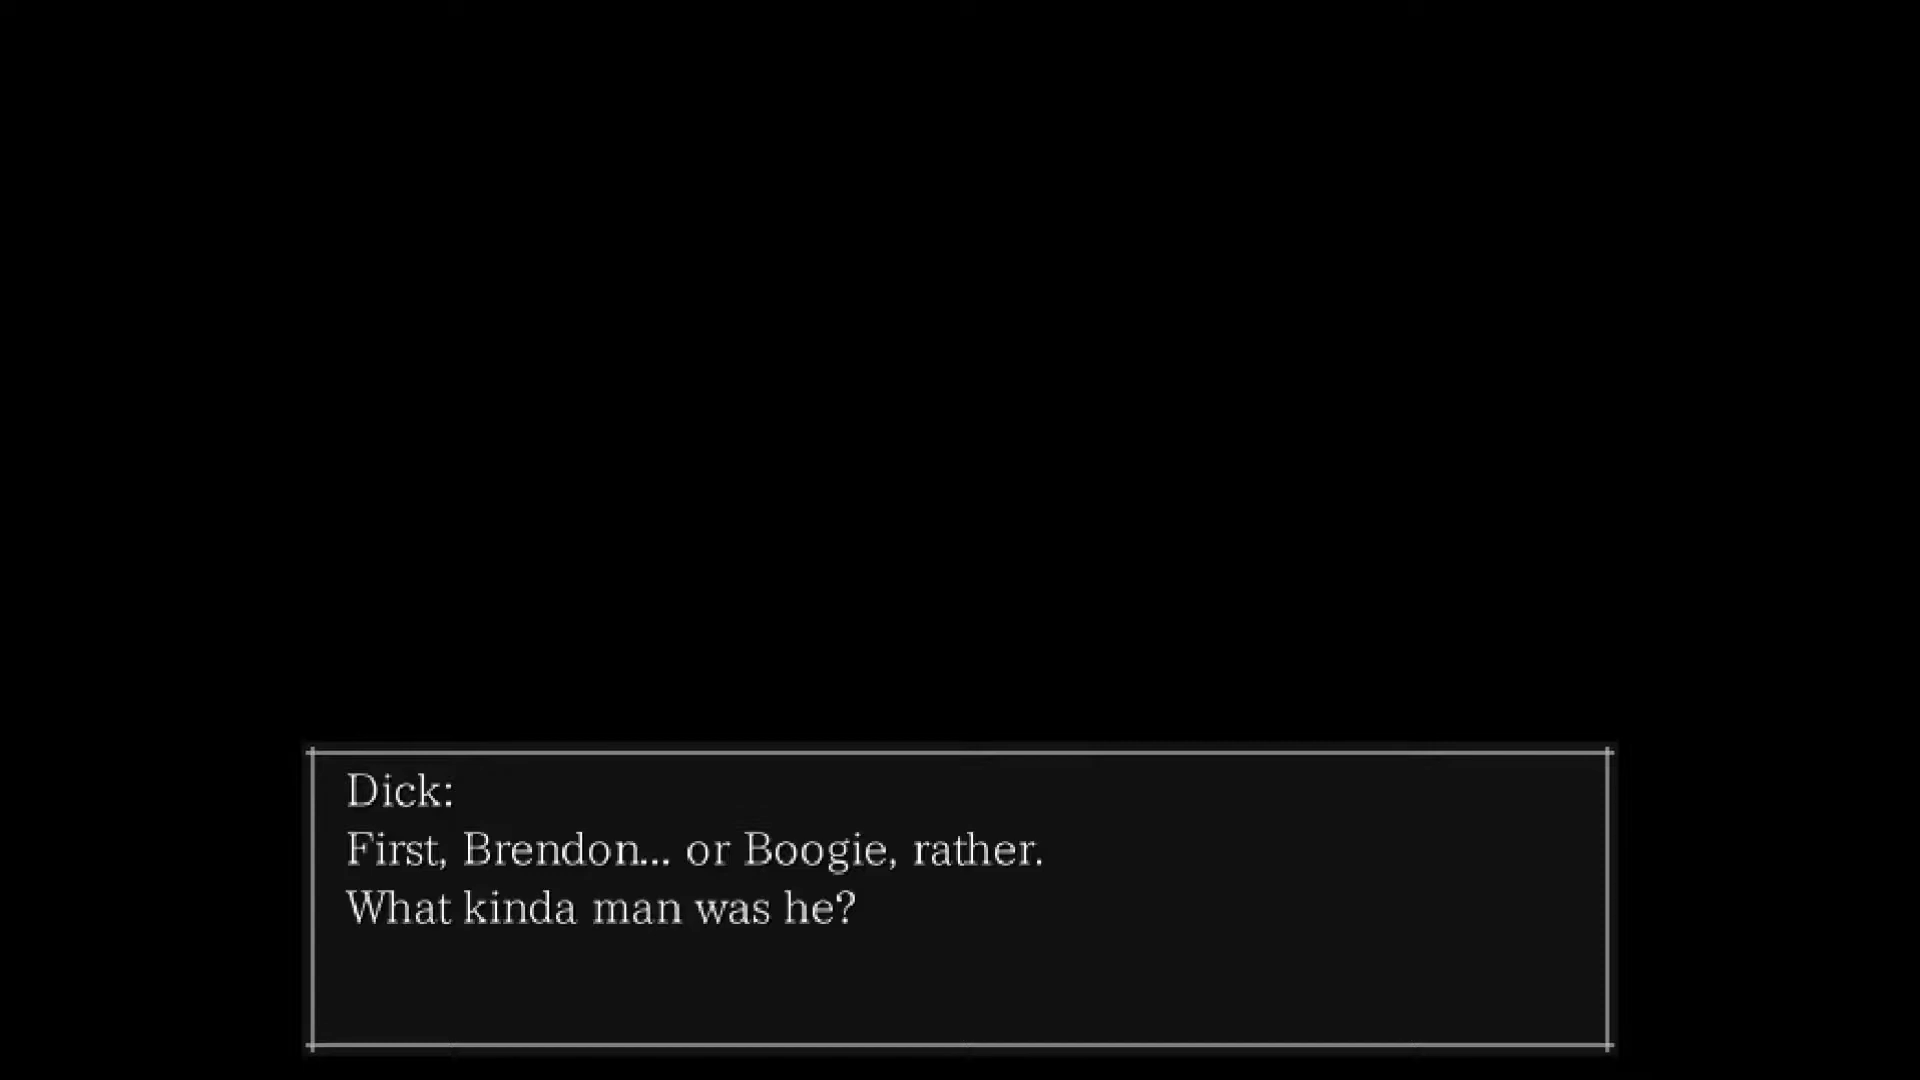 Dick:
First, Brendon... or Boogie, rather.
What kinda man was he?